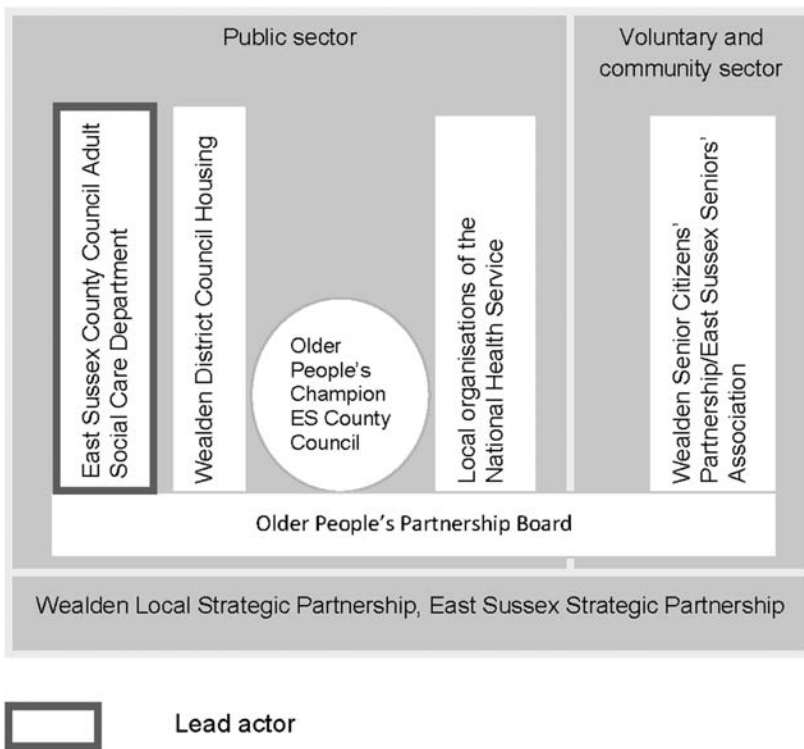 Public sector
Voluntary and
community sector
East Sussex County Council Adult
Social Care Department
Wealden District Council Housing
Older
People's
Champion
ES County
Council
Local organisations of the
National Health Service
Wealden Senior Citizens'
Partnership/East Sussex Seniors'
Association
Older People's Partnership Board
Wealden Local Strategic Partnership, East Sussex Strategic Partnership
Lead actor